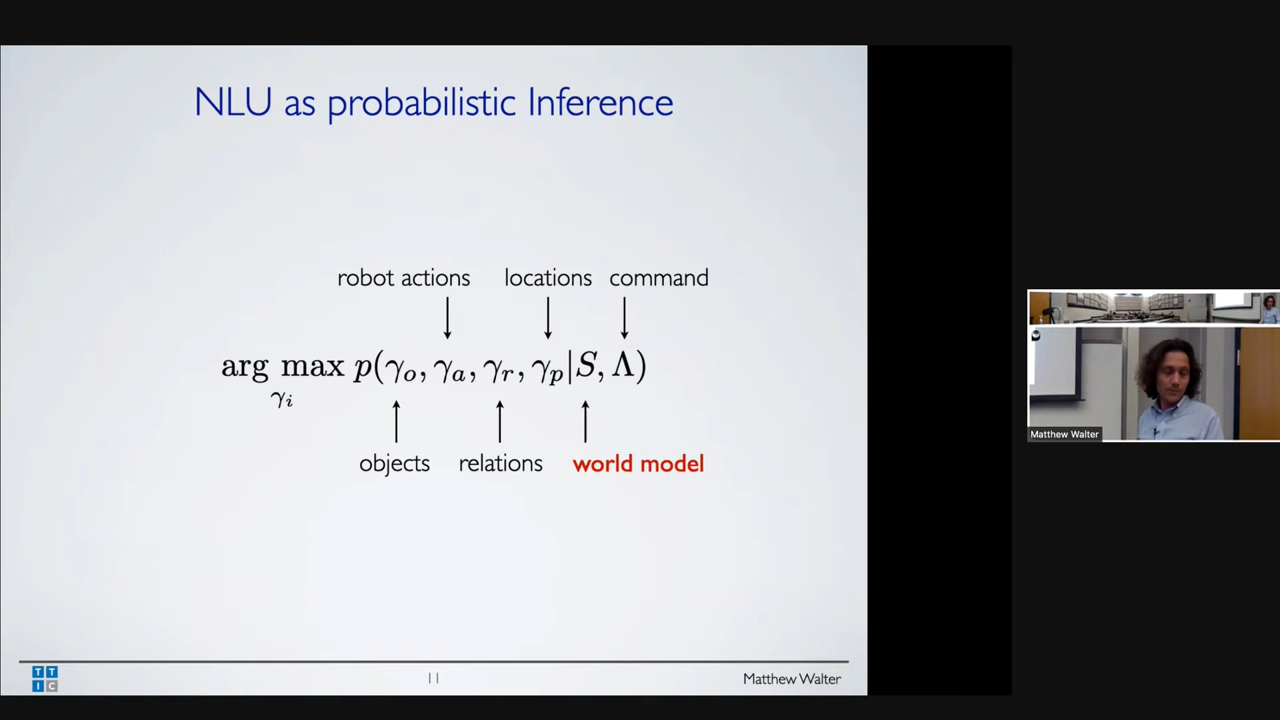 NLU as probabilistic Inference
robot actions locations command
arg max p(γₒ, γₐ, γᵣ, γₚ|S, Λ)
γᵢ
objects relations world model
T T
I C
11
Matthew Walter
Matthew Walter